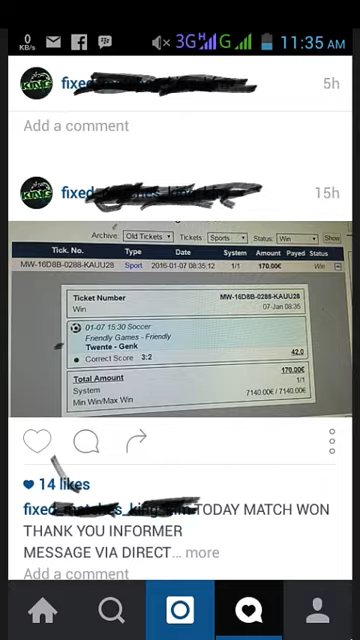 0
KB/s
3G H G 11:35 AM
KING
fixed 5h
Add a comment
KING
fixed 15h
Archive: Old Tickets Tickets Sports Status: Win Show
Tick. No. Type Date System Amount Payed Status
MW-16D8B-0288-KAUU28 Sport 2016-01-07 08:35:12 1/1 170.00€ Win
Ticket Number MW-16D8B-0288-KAUU28
Win 07-Jan 08:35
01-07 15:30 Soccer
Friendly Games - Friendly
Twente - Genk
Correct Score 3:2 42.0
Total Amount 170.00€
System 1/1
Min Win/Max Win 7140.00€ / 7140.00€
14 likes
fixed TODAY MATCH WON
THANK YOU INFORMER
MESSAGE VIA DIRECT... more
Add a comment